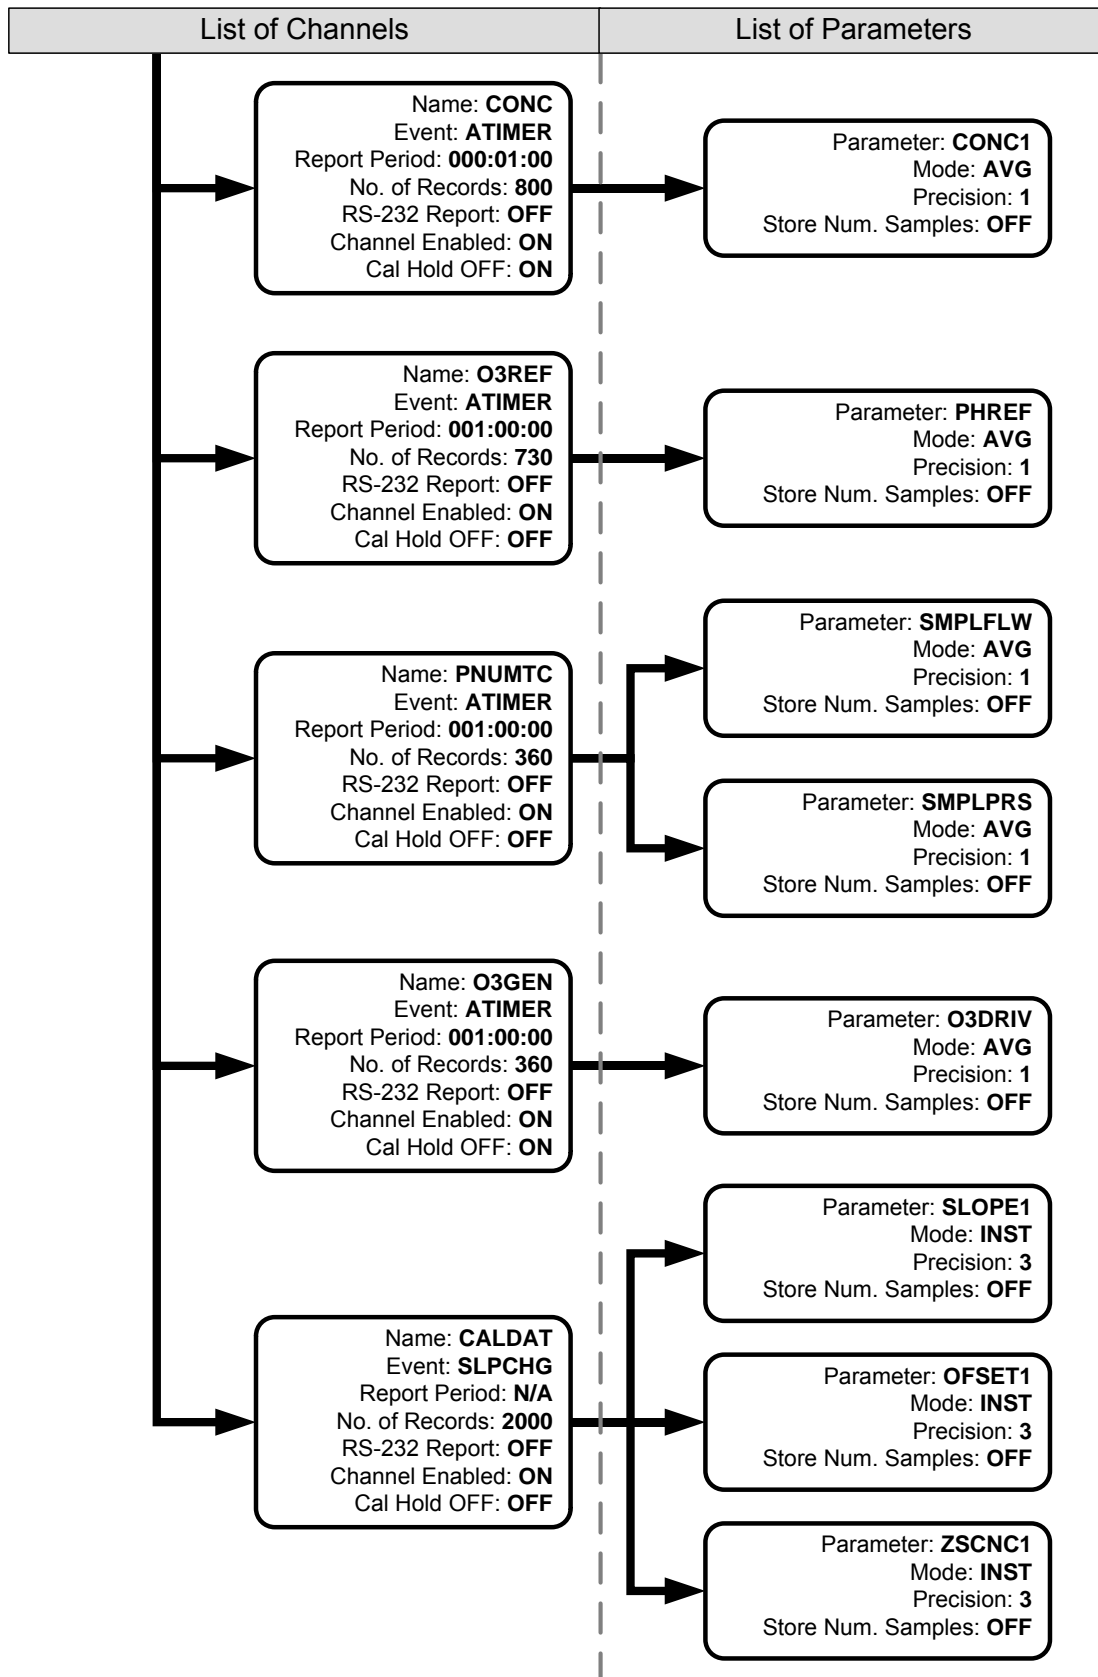 List of Channels
List of Parameters
Name: CONC
Event: ATIMER
Report Period: 000:01:00
No. of Records: 800
RS-232 Report: OFF
Channel Enabled: ON
Cal Hold OFF: ON
Parameter: CONC1
Mode: AVG
Precision: 1
Store Num. Samples: OFF
Name: O3REF
Event: ATIMER
Report Period: 001:00:00
No. of Records: 730
RS-232 Report: OFF
Channel Enabled: ON
Cal Hold OFF: OFF
Parameter: PHREF
Mode: AVG
Precision: 1
Store Num. Samples: OFF
Name: PNUMTC
Event: ATIMER
Report Period: 001:00:00
No. of Records: 360
RS-232 Report: OFF
Channel Enabled: ON
Cal Hold OFF: OFF
Parameter: SMPLFLW
Mode: AVG
Precision: 1
Store Num. Samples: OFF
Parameter: SMPLPRS
Mode: AVG
Precision: 1
Store Num. Samples: OFF
Name: O3GEN
Event: ATIMER
Report Period: 001:00:00
No. of Records: 360
RS-232 Report: OFF
Channel Enabled: ON
Cal Hold OFF: ON
Parameter: O3DRIV
Mode: AVG
Precision: 1
Store Num. Samples: OFF
Name: CALDAT
Event: SLPCHG
Report Period: N/A
No. of Records: 2000
RS-232 Report: OFF
Channel Enabled: ON
Cal Hold OFF: OFF
Parameter: SLOPE1
Mode: INST
Precision: 3
Store Num. Samples: OFF
Parameter: OFSET1
Mode: INST
Precision: 3
Store Num. Samples: OFF
Parameter: ZSCNC1
Mode: INST
Precision: 3
Store Num. Samples: OFF